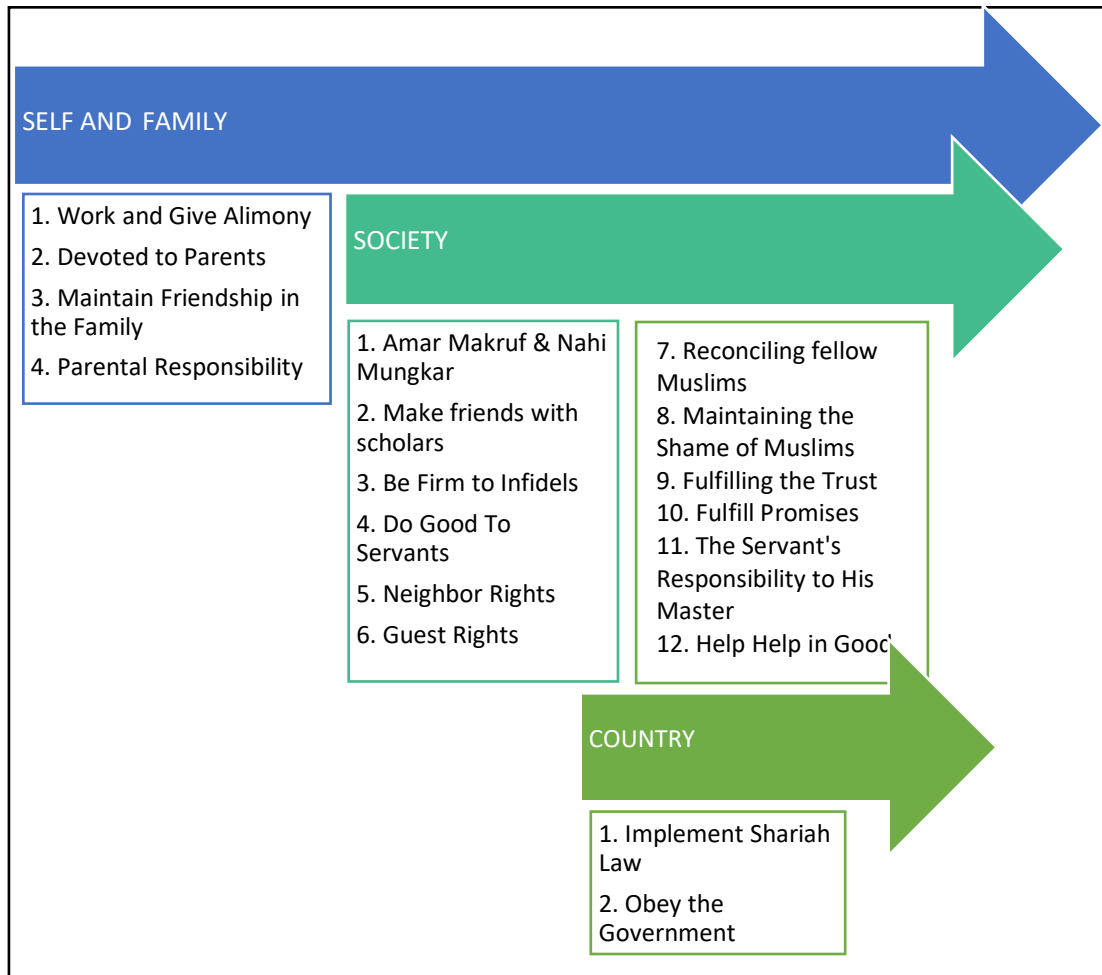 SELF AND FAMILY
1. Work and Give Alimony
2. Devoted to Parents
3. Maintain Friendship in
the Family
4. Parental Responsibility
SOCIETY
1. Amar Makruf & Nahi
Mungkar
2. Make friends with
scholars
3. Be Firm to Infidels
4. Do Good To
Servants
5. Neighbor Rights
6. Guest Rights
7. Reconciling fellow
Muslims
8. Maintaining the
Shame of Muslims
9. Fulfilling the Trust
10. Fulfill Promises
11. The Servant's
Responsibility to His
Master
12. Help Help in Good
COUNTRY
1. Implement Shariah
Law
2. Obey the
Government